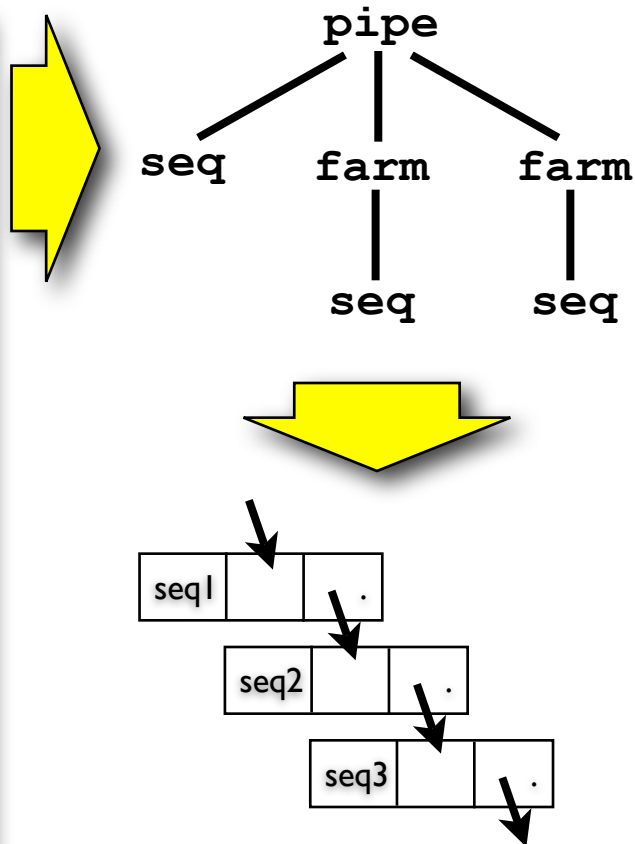 pipe
seq farm farm
seq seq
seq1 .
seq2 .
seq3 .